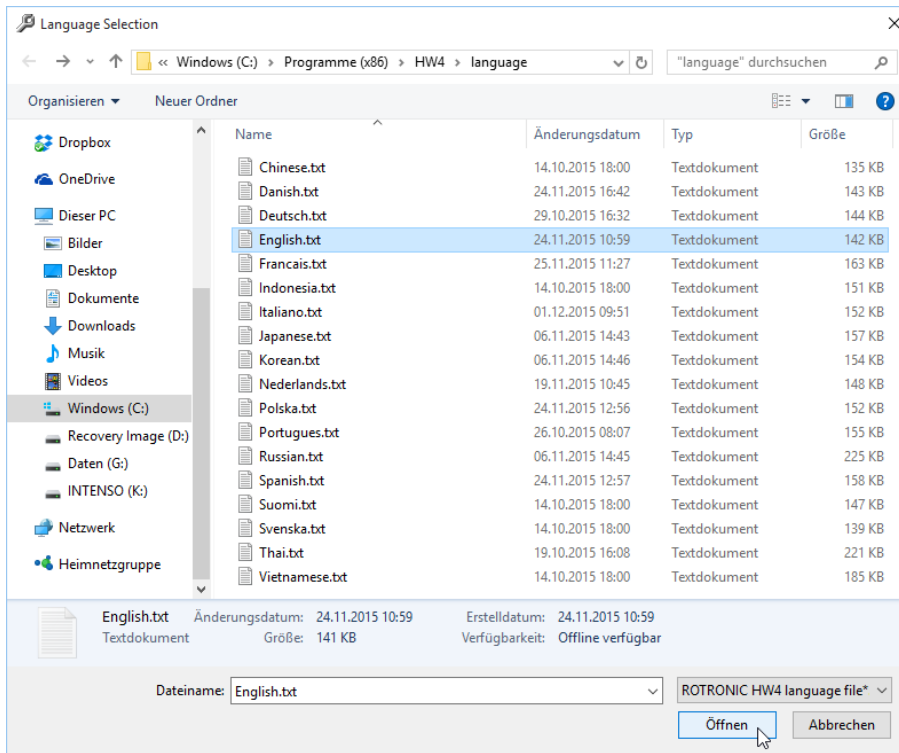 Language Selection
« Windows (C:) › Programme (x86) › HW4 › language
"language" durchsuchen
Organisieren Neuer Ordner
Name Änderungsdatum Typ Größe
Dropbox
OneDrive
Dieser PC
Bilder
Desktop
Dokumente
Downloads
Musik
Videos
Windows (C:)
Recovery Image (D:)
Daten (G:)
INTENSO (K:)
Netzwerk
Heimnetzgruppe
Chinese.txt 14.10.2015 18:00 Textdokument 135 KB
Danish.txt 24.11.2015 16:42 Textdokument 143 KB
Deutsch.txt 29.10.2015 16:32 Textdokument 144 KB
English.txt 24.11.2015 10:59 Textdokument 142 KB
Francais.txt 25.11.2015 11:27 Textdokument 163 KB
Indonesia.txt 14.10.2015 18:00 Textdokument 151 KB
Italiano.txt 01.12.2015 09:51 Textdokument 152 KB
Japanese.txt 06.11.2015 14:43 Textdokument 157 KB
Korean.txt 06.11.2015 14:46 Textdokument 154 KB
Nederlands.txt 19.11.2015 10:45 Textdokument 148 KB
Polska.txt 24.11.2015 12:56 Textdokument 152 KB
Portugues.txt 26.10.2015 08:07 Textdokument 155 KB
Russian.txt 06.11.2015 14:45 Textdokument 225 KB
Spanish.txt 24.11.2015 12:57 Textdokument 158 KB
Suomi.txt 14.10.2015 18:00 Textdokument 147 KB
Svenska.txt 14.10.2015 18:00 Textdokument 139 KB
Thai.txt 19.10.2015 16:08 Textdokument 221 KB
Vietnamese.txt 14.10.2015 18:00 Textdokument 185 KB
English.txt Änderungsdatum: 24.11.2015 10:59 Erstelldatum: 24.11.2015 10:59
Textdokument Größe: 141 KB Verfügbarkeit: Offline verfügbar
Dateiname: English.txt ROTRONIC HW4 language file*
Öffnen Abbrechen